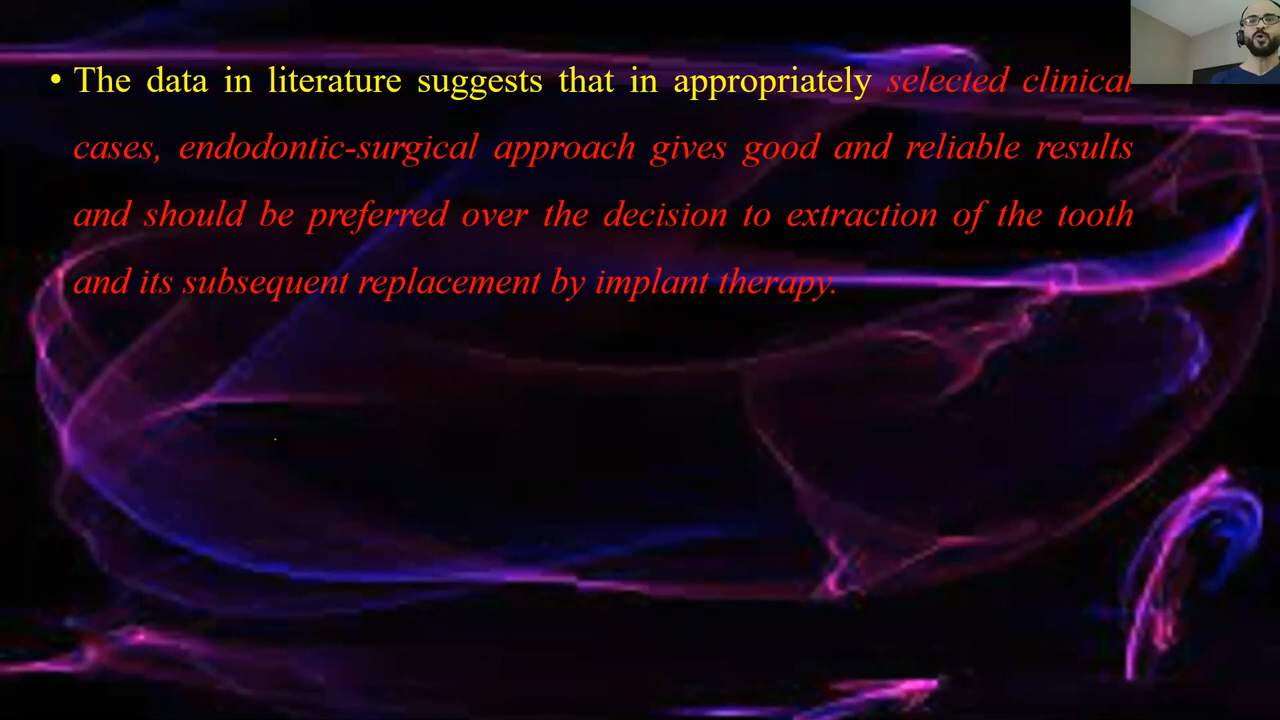 • The data in literature suggests that in appropriately selected clinical
cases, endodontic-surgical approach gives good and reliable results
and should be preferred over the decision to extraction of the tooth
and its subsequent replacement by implant therapy.